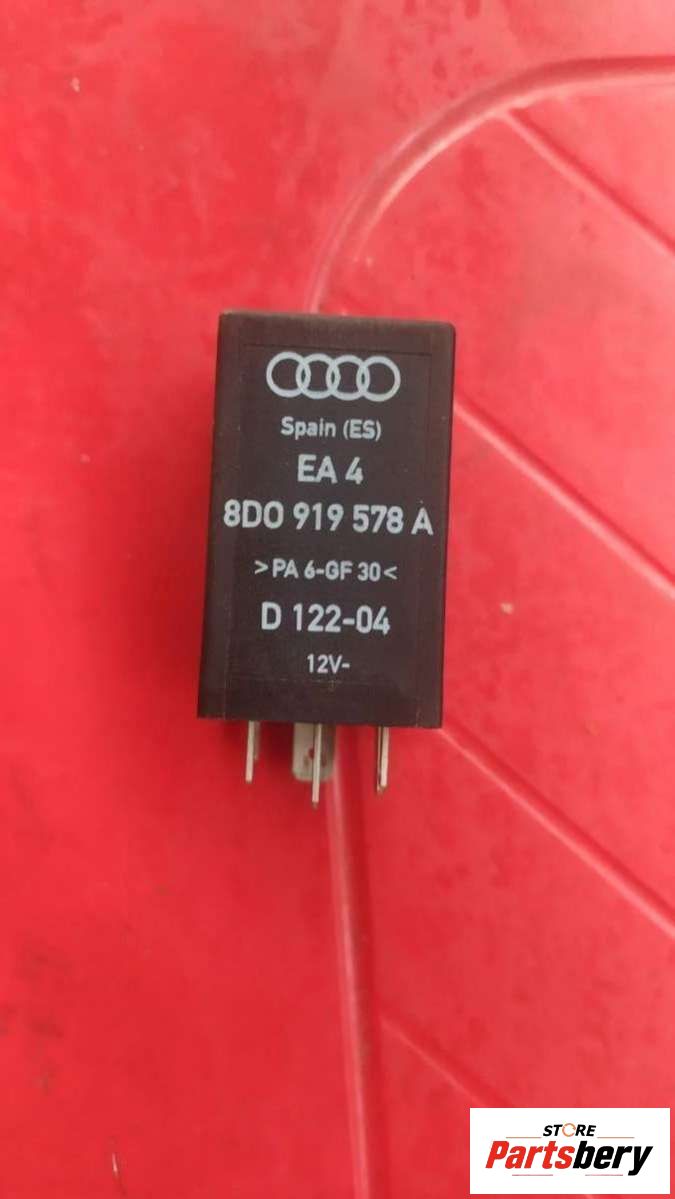 Spain (ES)
EA 4
8D0 919 578 A
>PA 6-GF 30<
D 122-04
12V-
STORE
Partsbery